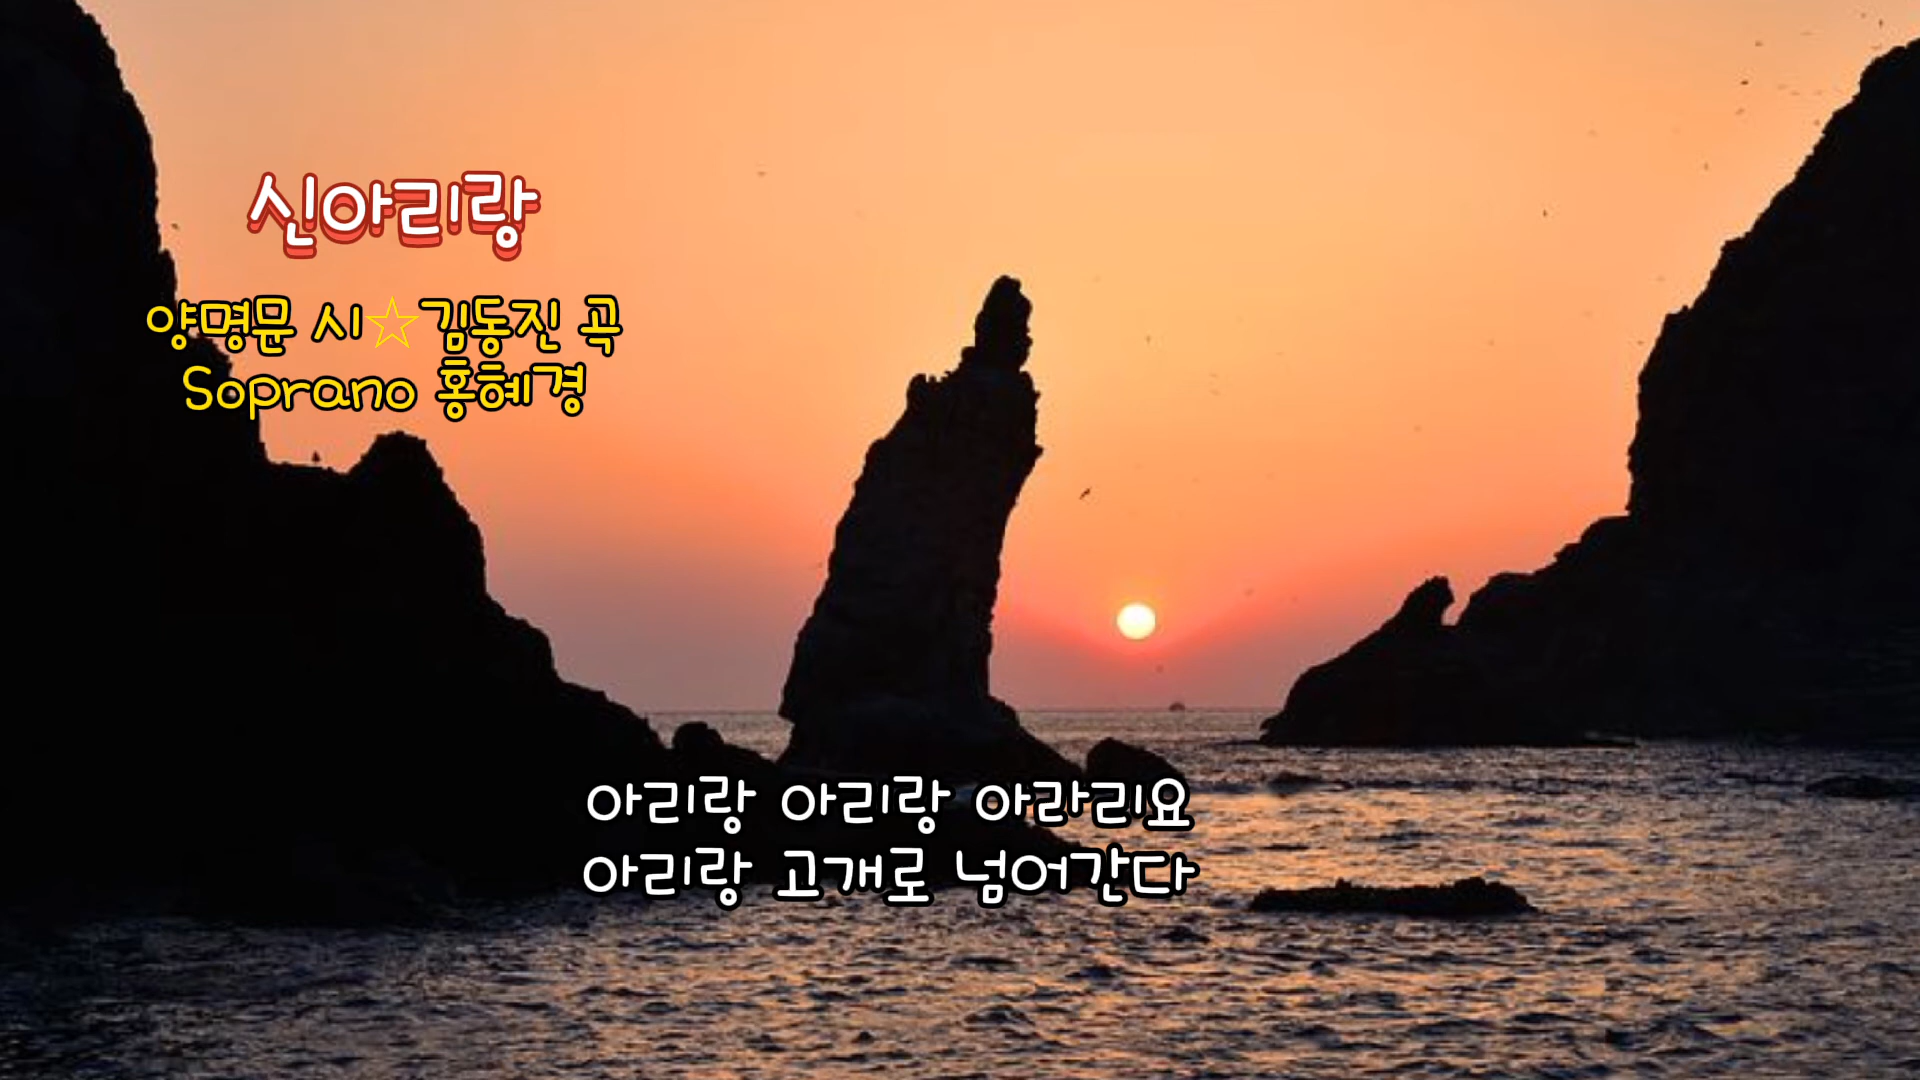 신아리랑
양명문 시☆김동진 곡
Soprano 홍혜경
아리랑 아리랑 아라리요
아리랑 고개로 넘어간다